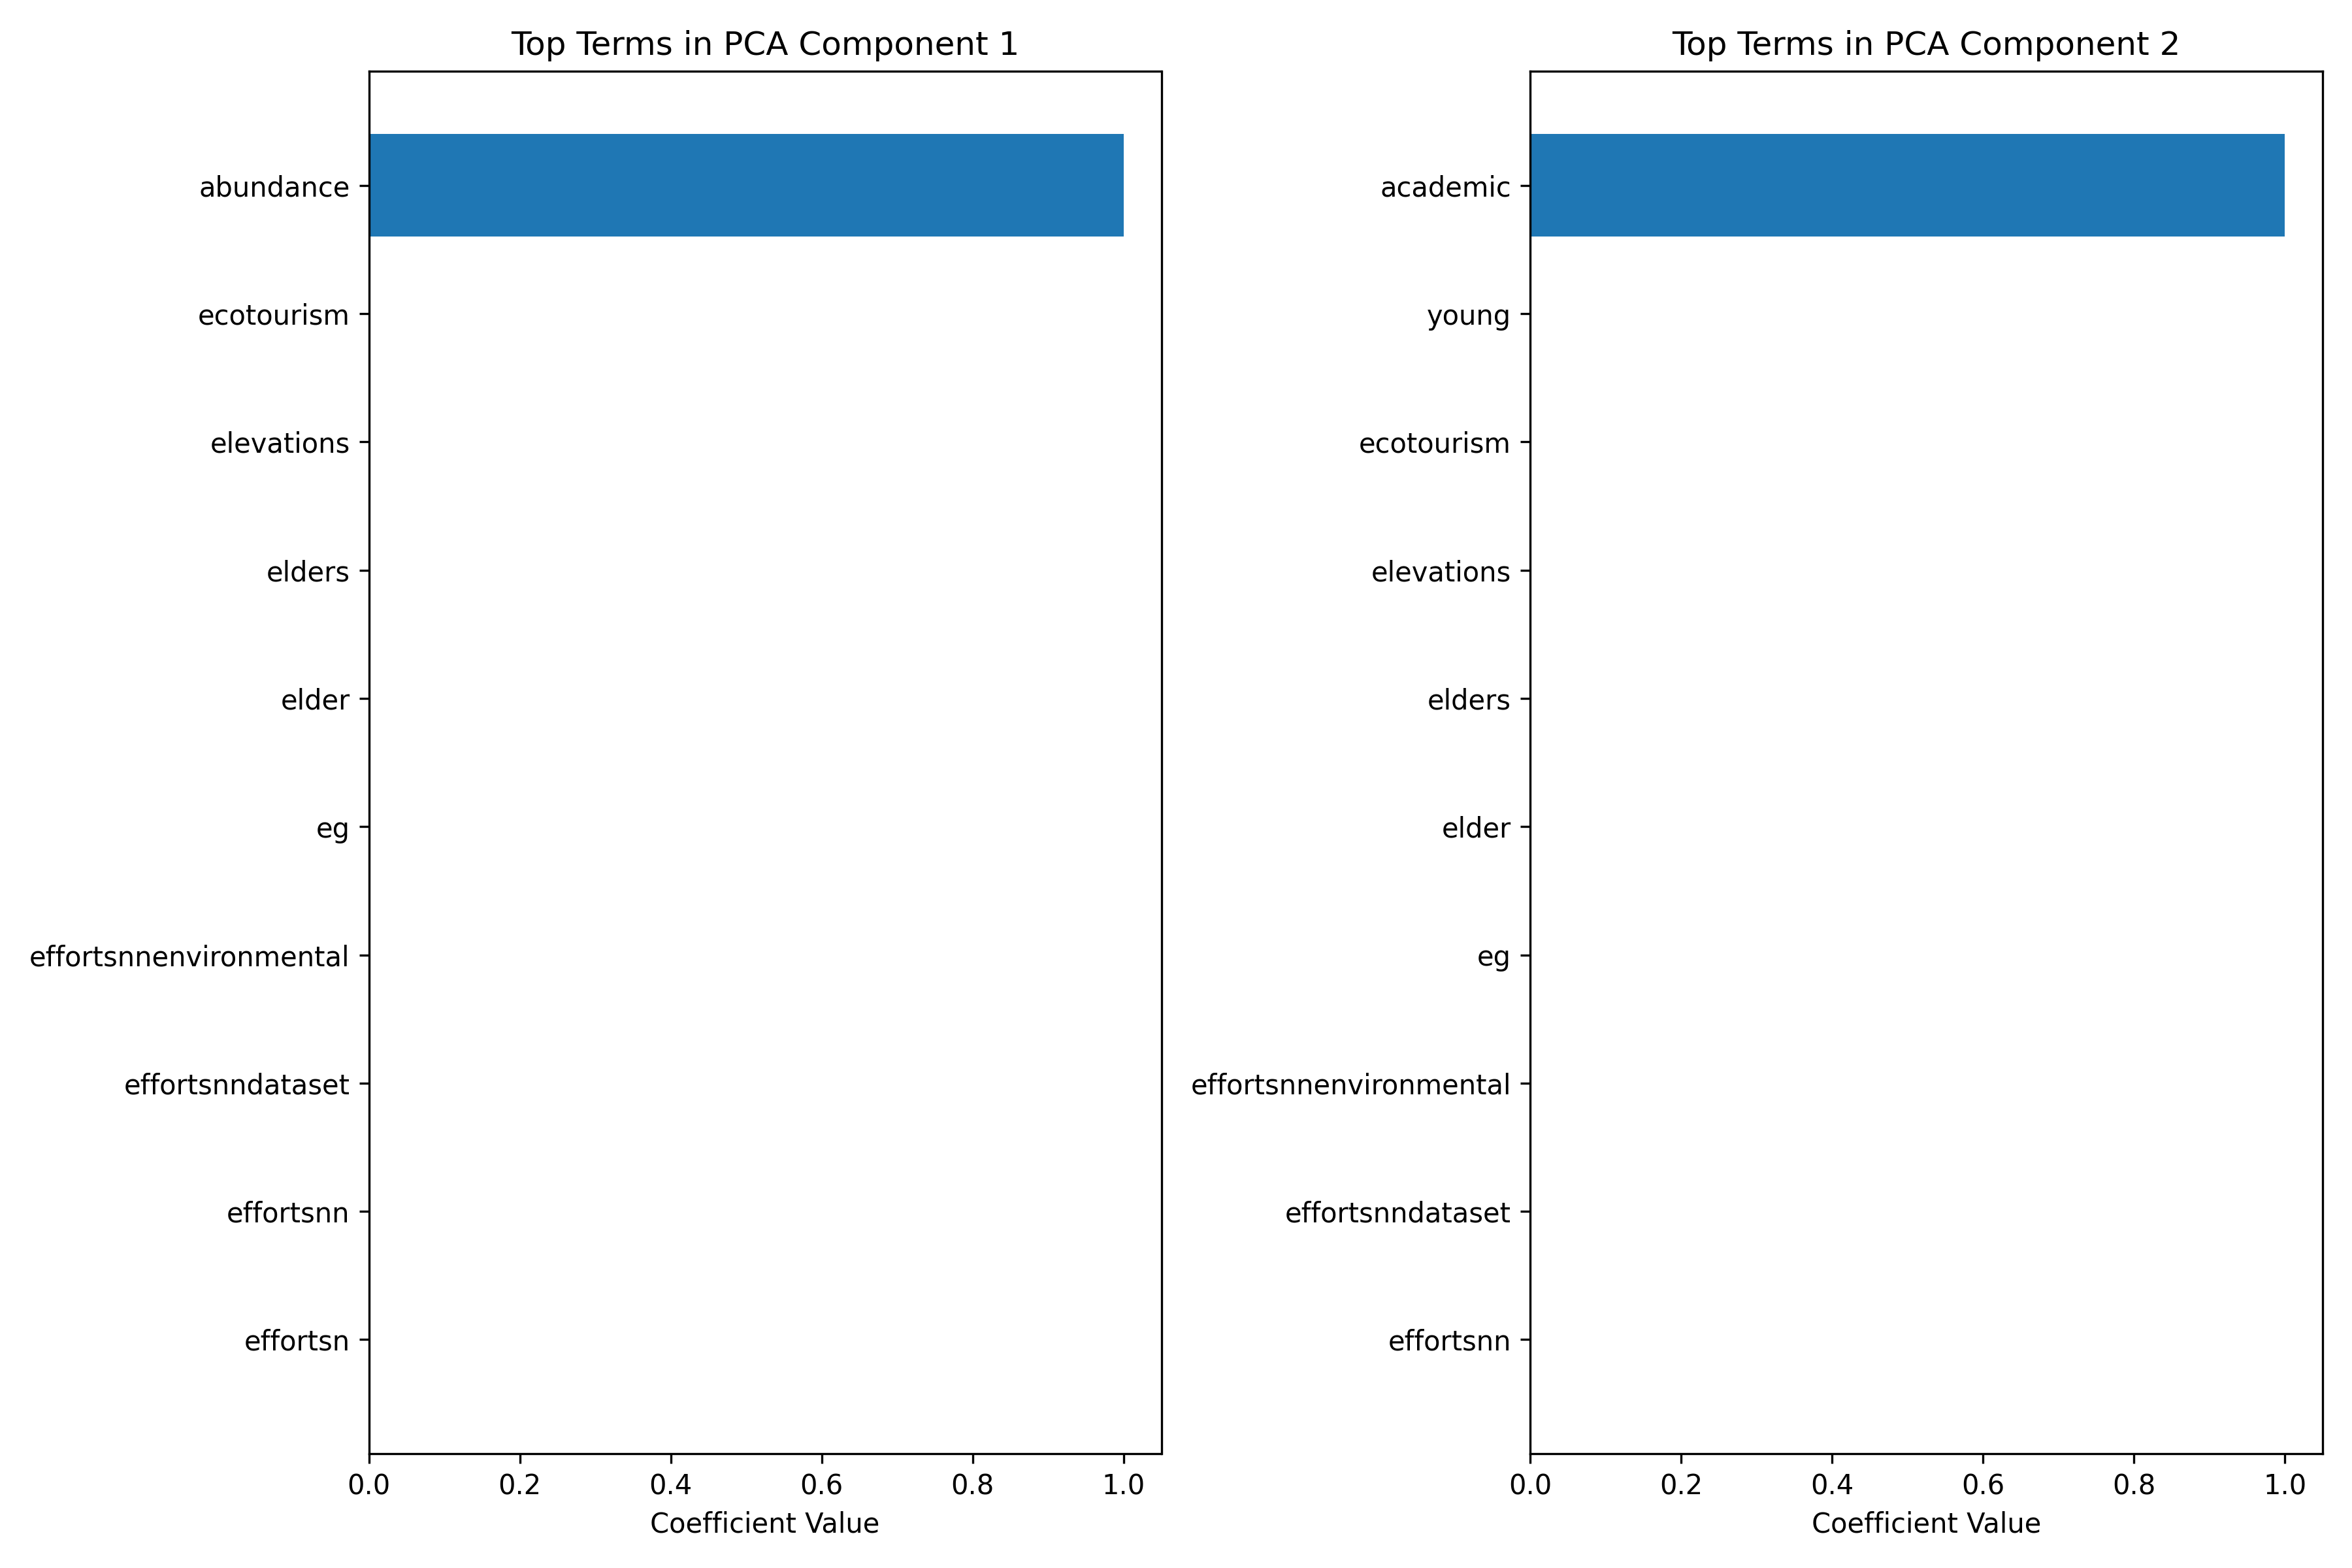 Top Terms in PCA Component 1
abundance
ecotourism
elevations
elders
elder
eg
effortsnnenvironmental
effortsnndataset
effortsnn
effortsn
0.0 0.2 0.4 0.6 0.8 1.0
Coefficient Value
Top Terms in PCA Component 2
academic
young
ecotourism
elevations
elders
elder
eg
effortsnnenvironmental
effortsnndataset
effortsnn
0.0 0.2 0.4 0.6 0.8 1.0
Coefficient Value